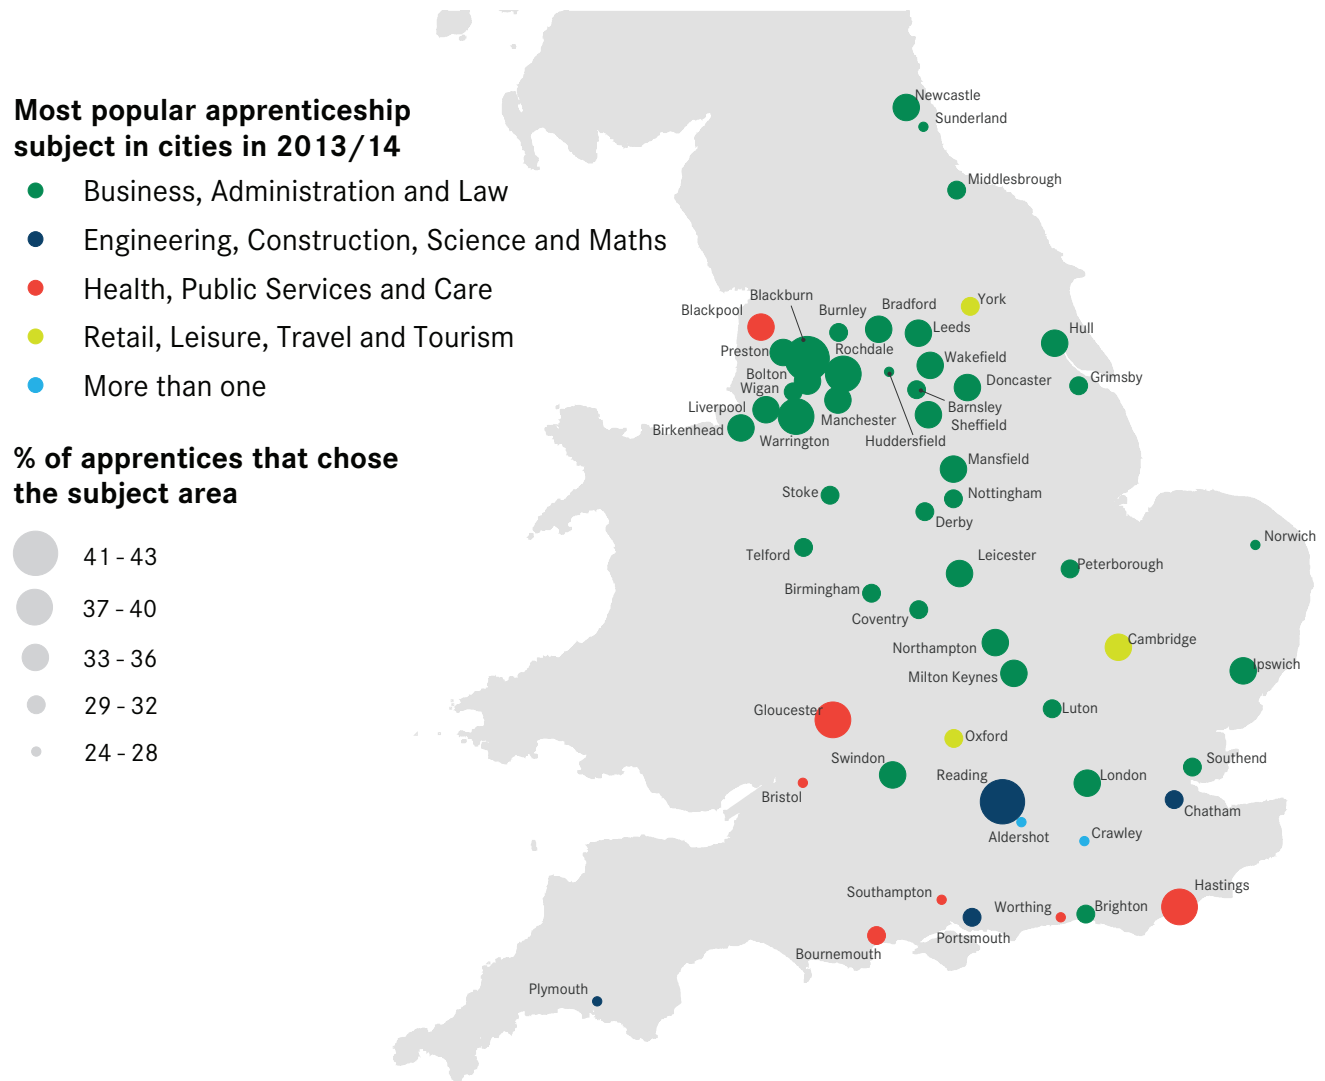 Most popular apprenticeship
subject in cities in 2013/14
Business, Administration and Law
Engineering, Construction, Science and Maths
Health, Public Services and Care
Retail, Leisure, Travel and Tourism
More than one
% of apprentices that chose
the subject area
41 - 43
37 - 40
33 - 36
29 - 32
24 - 28
Newcastle
Sunderland
Middlesbrough
Blackburn
Blackpool
Burnley
Bradford
York
Leeds
Hull
Preston
Rochdale
Wakefield
Bolton
Wigan
Doncaster
Grimsby
Liverpool
Barnsley
Manchester
Sheffield
Birkenhead
Warrington
Huddersfield
Mansfield
Stoke
Nottingham
Derby
Norwich
Telford
Leicester
Peterborough
Birmingham
Coventry
Northampton
Cambridge
Milton Keynes
Ipswich
Gloucester
Luton
Oxford
Swindon
Southend
Reading
London
Bristol
Chatham
Aldershot
Crawley
Southampton
Hastings
Worthing
Brighton
Portsmouth
Bournemouth
Plymouth